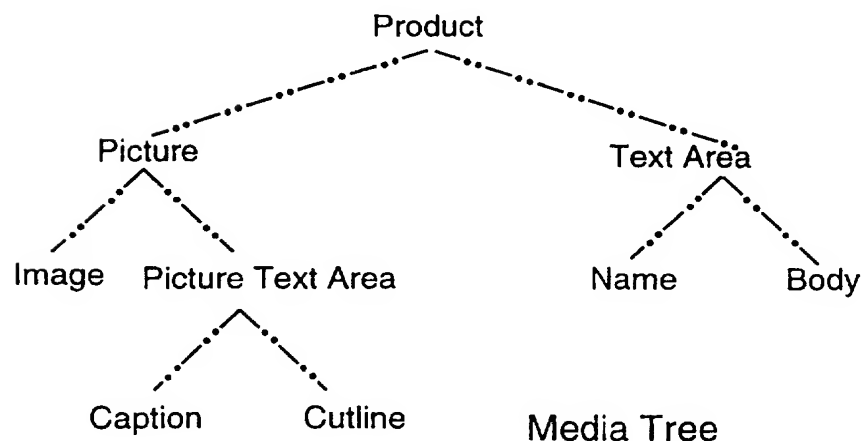 Product
Picture Text Area
Image Picture Text Area Name Body
Caption Cutline Media Tree